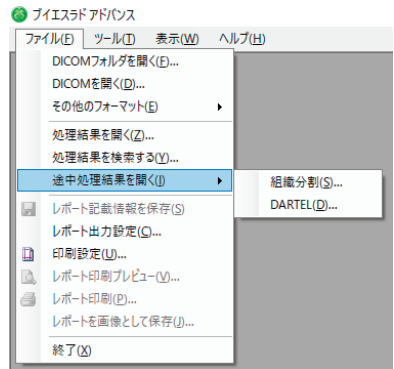 ブイエスラド アドバンス
ファイル(F) ツール(T) 表示(W) ヘルプ(H)
DICOMフォルダを開く(F)...
DICOMを開く(D)...
その他のフォーマット(E)
処理結果を開く(Z)...
処理結果を検索する(Y)...
途中処理結果を開く(I)
組織分割(S)...
DARTEL(D)...
レポート記載情報を保存(S)
レポート出力設定(C)...
印刷設定(U)...
レポート印刷プレビュー(V)...
レポート印刷(P)...
レポートを画像として保存(J)...
終了(X)